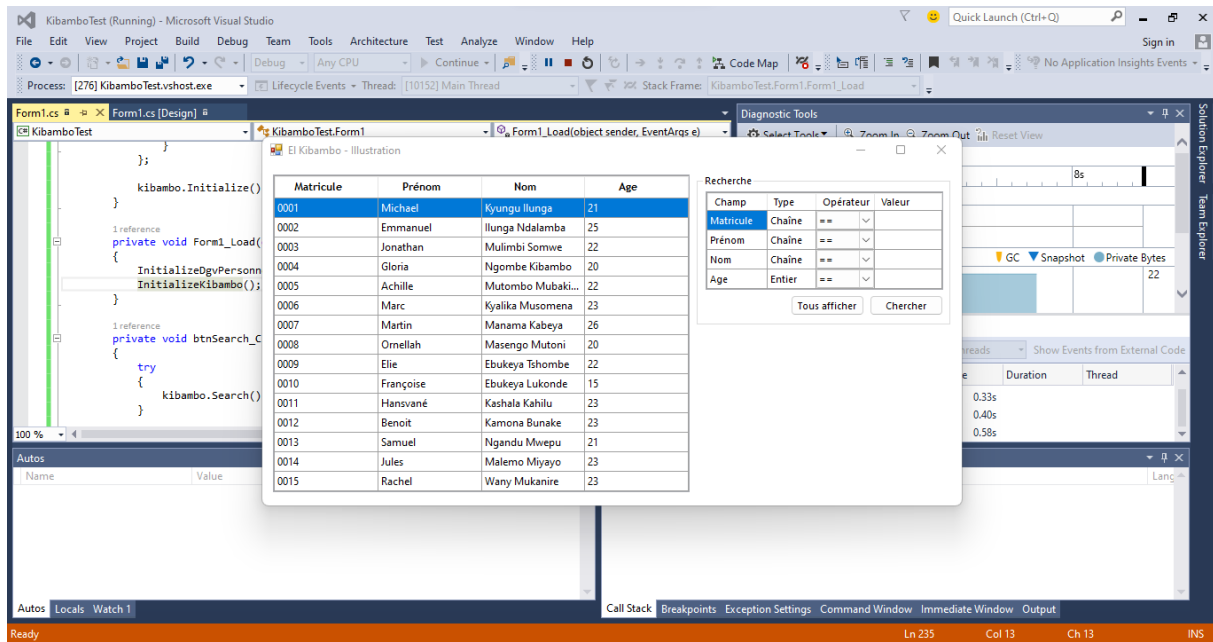 KibamboTest (Running) - Microsoft Visual Studio
Quick Launch (Ctrl+Q)
File Edit View Project Build Debug Team Tools Architecture Test Analyze Window Help
Sign in
Debug Any CPU Continue Code Map No Application Insights Events
Process: [276] KibamboTest.vshost.exe Lifecycle Events Thread: [10152] Main Thread Stack Frame: KibamboTest.Form1.Form1_Load
Form1.cs Form1.cs [Design]
C# KibamboTest KibamboTest.Form1 Form1_Load(object sender, EventArgs e)
}
};
kibambo.Initialize()
}
1 reference
private void Form1_Load(
{
InitializeDgvPersonn
InitializeKibambo();
}
1 reference
private void btnSearch_C
{
try
{
kibambo.Search()
}
100 %
Diagnostic Tools
Select Tools Zoom In Zoom Out Reset View
8s
GC Snapshot Private Bytes
22
Show Events from External Code
Duration Thread
0.33s
0.40s
0.58s
Solution Explorer
Team Explorer
El Kibambo - Illustration
Matricule Prénom Nom Age
0001 Michael Kyungu Ilunga 21
0002 Emmanuel Ilunga Ndalamba 25
0003 Jonathan Mulimbi Somwe 22
0004 Gloria Ngombe Kibambo 20
0005 Achille Mutombo Mubaki... 22
0006 Marc Kyalika Musomena 23
0007 Martin Manama Kabeya 26
0008 Ornellah Masengo Mutoni 20
0009 Elie Ebukeya Tshombe 22
0010 Françoise Ebukeya Lukonde 15
0011 Hansvané Kashala Kahilu 23
0012 Benoit Kamona Bunake 23
0013 Samuel Ngandu Mwepu 21
0014 Jules Malemo Miyayo 23
0015 Rachel Wany Mukanire 23
Recherche
Champ Type Opérateur Valeur
Matricule Chaîne ==
Prénom Chaîne ==
Nom Chaîne ==
Age Entier ==
Tous afficher Chercher
Autos
Name Value
Autos Locals Watch 1
Call Stack Breakpoints Exception Settings Command Window Immediate Window Output
Ready Ln 235 Col 13 Ch 13 INS